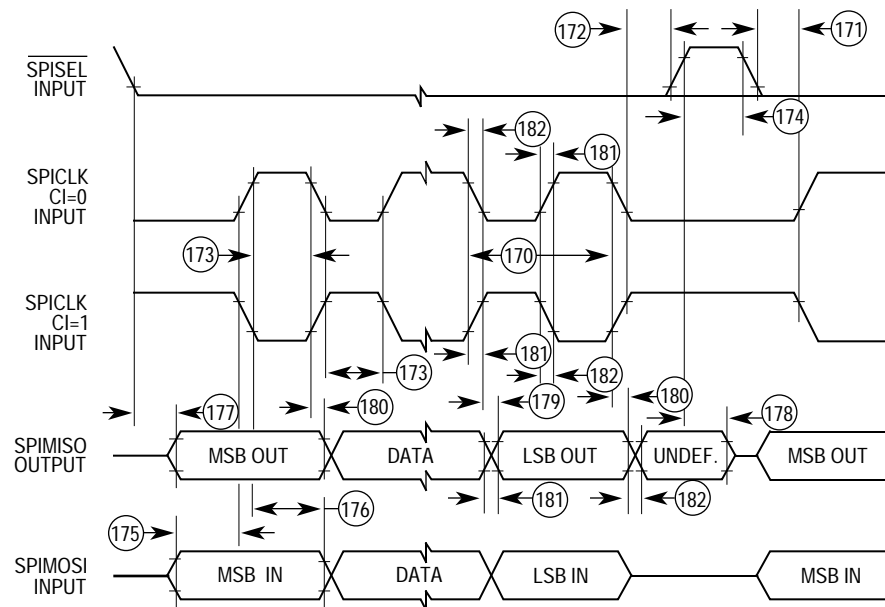 172
171
SPISEL
INPUT
174
182
181
SPICLK
CI=0
INPUT
173
170
SPICLK
CI=1
INPUT
181
173
182
177
180
179
180
178
SPIMISO
OUTPUT
MSB OUT
DATA
LSB OUT
UNDEF.
MSB OUT
181
182
176
175
SPIMOSI
INPUT
MSB IN
DATA
LSB IN
MSB IN